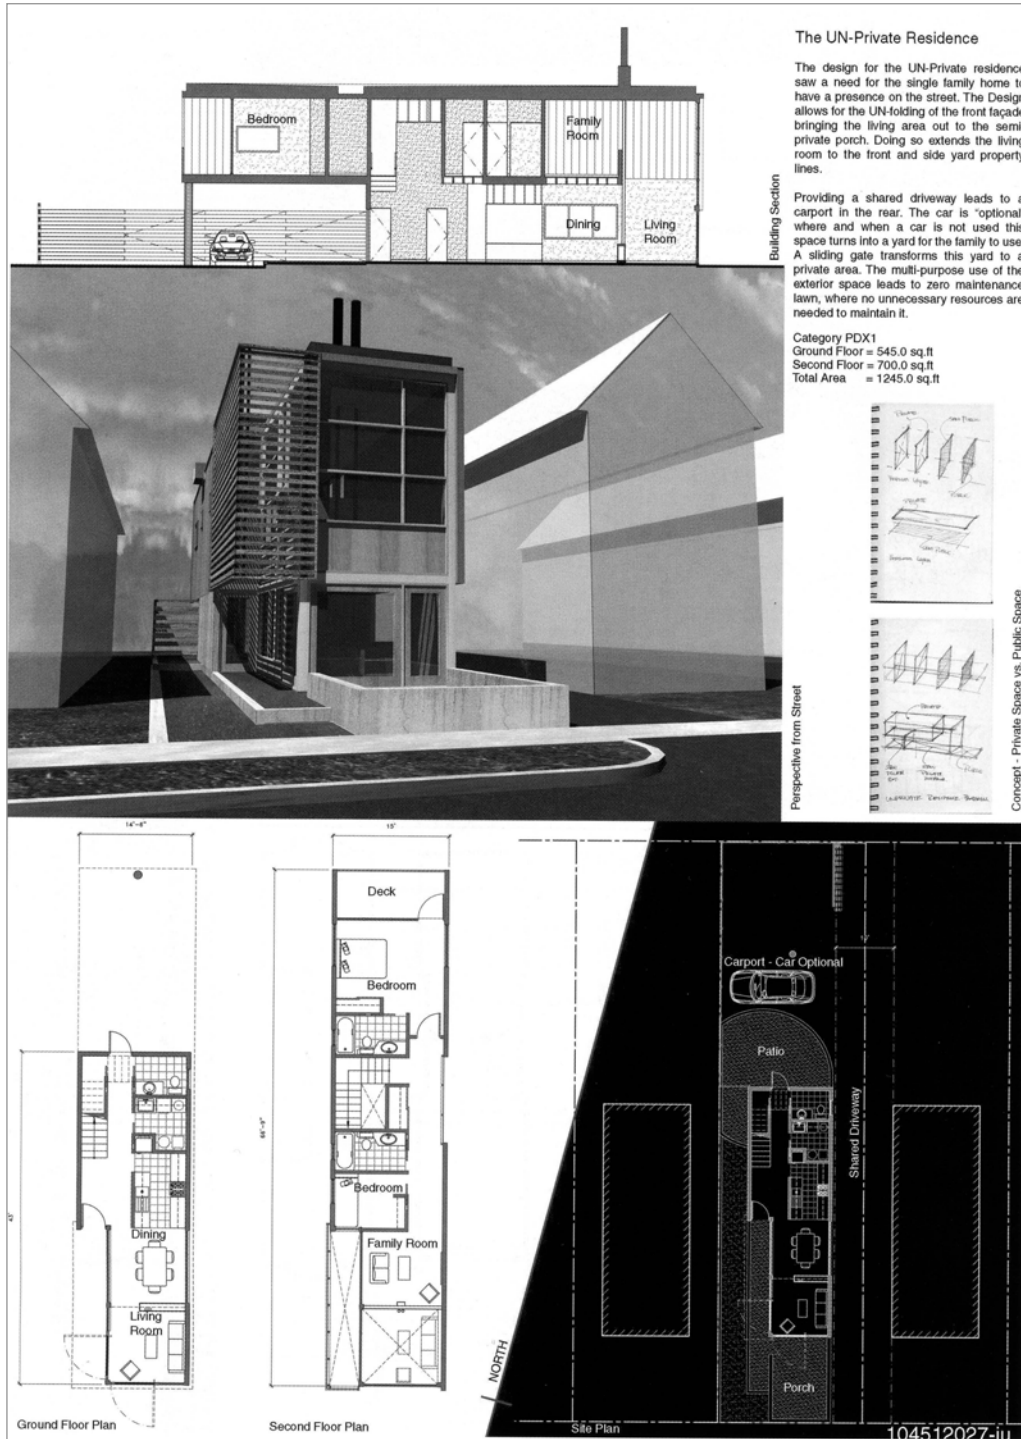 The UN-Private Residence
The design for the UN-Private residence
saw a need for the single family home to
have a presence on the street. The Design
allows for the UN-folding of the front façade
bringing the living area out to the semi
private porch. Doing so extends the living
room to the front and side yard property
lines.
Providing a shared driveway leads to a
carport in the rear. The car is "optional
where and when a car is not used this
space turns into a yard for the family to use
A sliding gate transforms this yard to a
private area. The multi-purpose use of the
exterior space leads to zero maintenance
lawn, where no unnecessary resources are
needed to maintain it.
Category PDX1
Ground Floor = 545.0 sq.ft
Second Floor = 700.0 sq.ft
Total Area = 1245.0 sq.ft
Bedroom
Family
Room
Dining
Living
Room
Building Section
Perspective from Street
Concept - Private Space vs. Public Space
14"-6"
43'
Dining
Living
Room
Ground Floor Plan
15"
66"-9"
Deck
Bedroom
Bedroom
Family Room
Second Floor Plan
NORTH
Carport - Car Optional
12'
Patio
Shared Driveway
Porch
Site Plan
104512027-ju